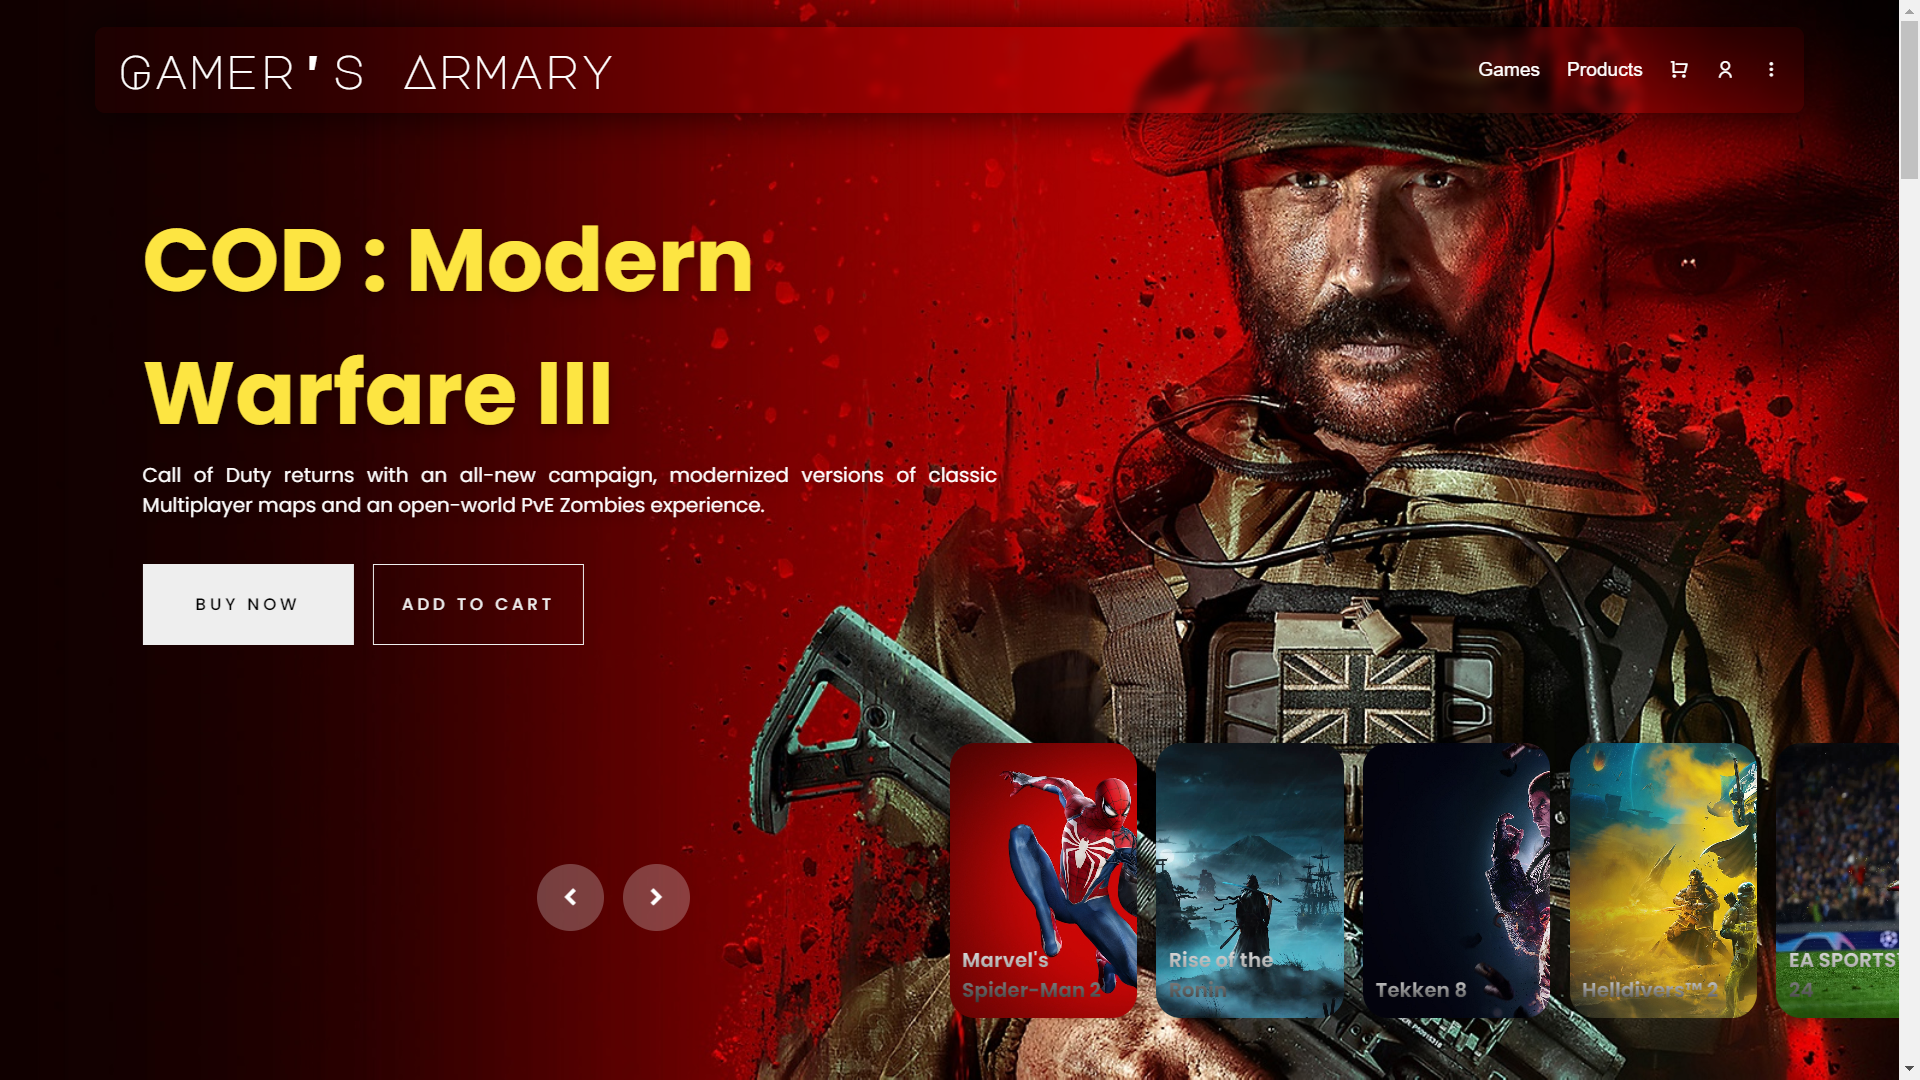 GAMER'S ARMARY
Games Products
COD : Modern
Warfare III
Call of Duty returns with an all-new campaign, modernized versions of classic
Multiplayer maps and an open-world PvE Zombies experience.
BUY NOW
ADD TO CART
Marvel's
Spider-Man 2
Rise of the
Ronin
Tekken 8
Helldivers™ 2
EA SPORTS
24